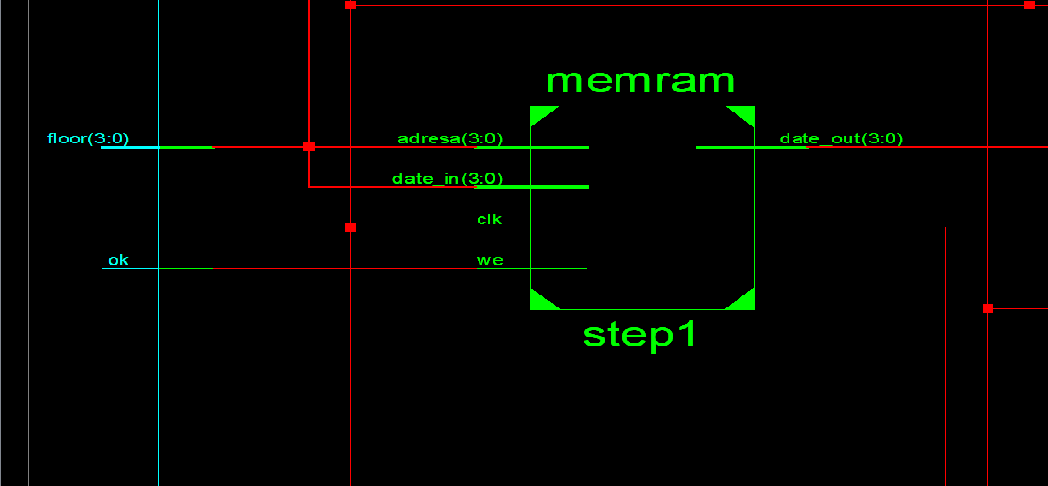 memram
floor(3:0)
adresa(3:0)
date_out(3:0)
date_in(3:0)
clk
ok
we
step1